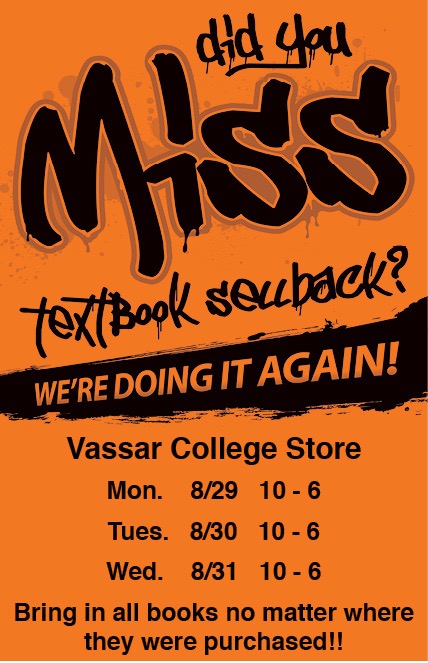 did you
Miss
textBook sellback?
WE'RE DOING IT AGAIN!
Vassar College Store
Mon. 8/29 10 - 6
Tues. 8/30 10 - 6
Wed. 8/31 10 - 6
Bring in all books no matter where
they were purchased!!